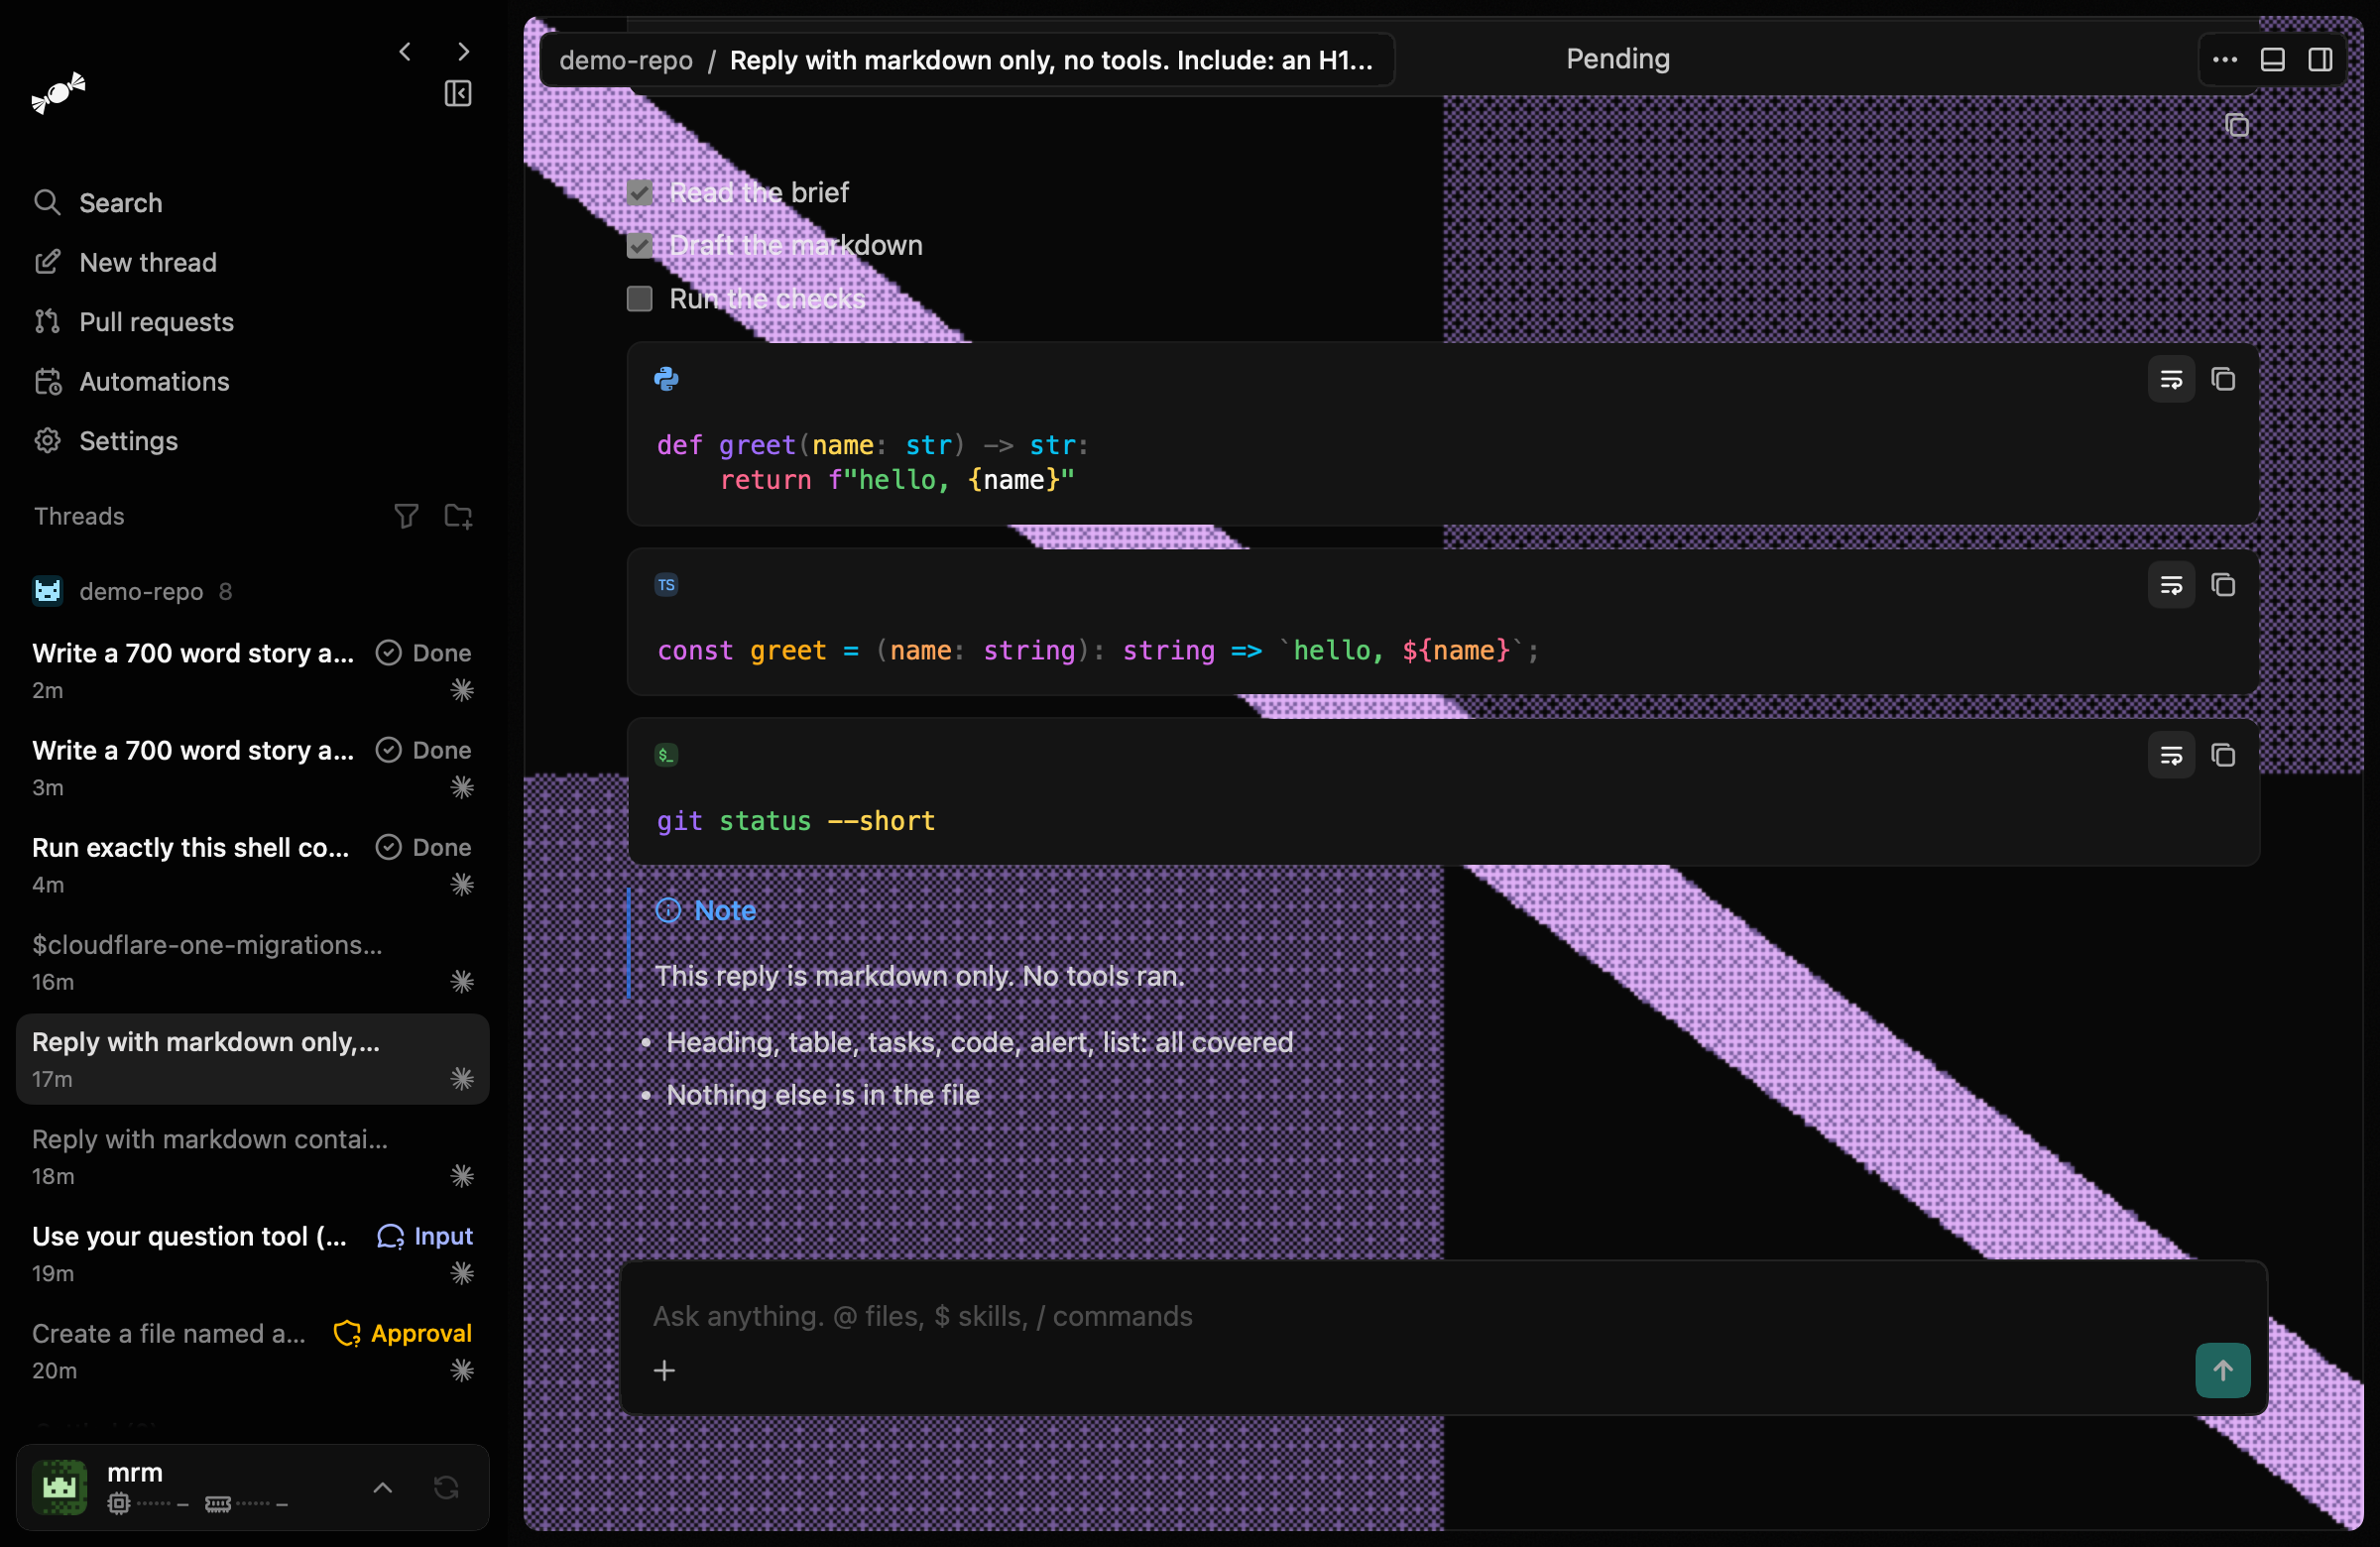 demo-repo / Reply with markdown only, no tools. Include: an H1...
Pending
Search
New thread
Pull requests
Automations
Settings
Threads
demo-repo 8
Write a 700 word story a... Done
2m
Write a 700 word story a... Done
3m
Run exactly this shell co... Done
4m
$cloudflare-one-migrations...
16m
Reply with markdown only,...
17m
Reply with markdown contai...
18m
Use your question tool (... Input
19m
Create a file named a... Approval
20m
mrm
Read the brief
Draft the markdown
Run the checks
def greet(name: str) -> str:
    return f"hello, {name}"
TS
const greet = (name: string): string => `hello, ${name}`;
$_
git status --short
Note
This reply is markdown only. No tools ran.
• Heading, table, tasks, code, alert, list: all covered
• Nothing else is in the file
Ask anything. @ files, $ skills, / commands